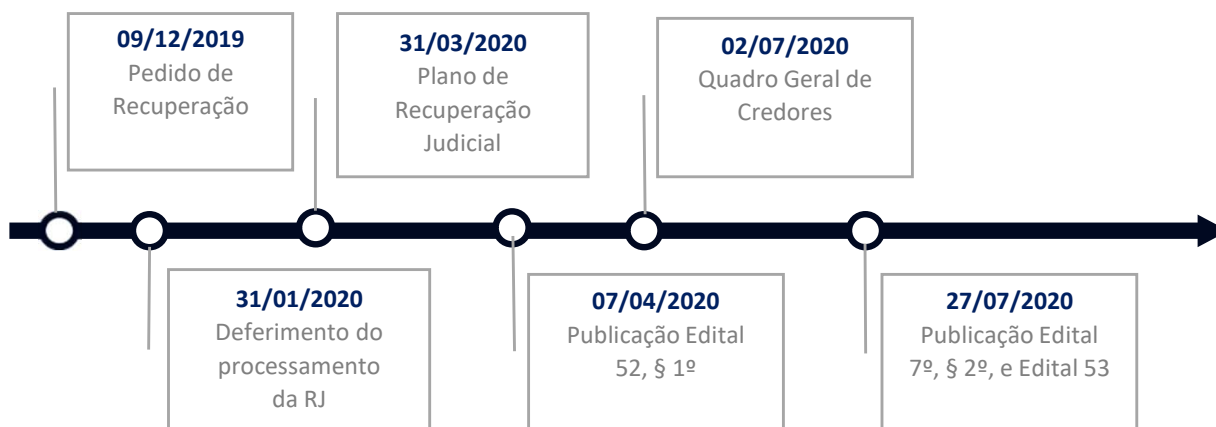 09/12/2019
Pedido de
Recuperação
31/03/2020
Plano de
Recuperação
Judicial
02/07/2020
Quadro Geral de
Credores
31/01/2020
Deferimento do
processamento
da RJ
07/04/2020
Publicação Edital
52, § 1º
27/07/2020
Publicação Edital
7º, § 2º, e Edital 53